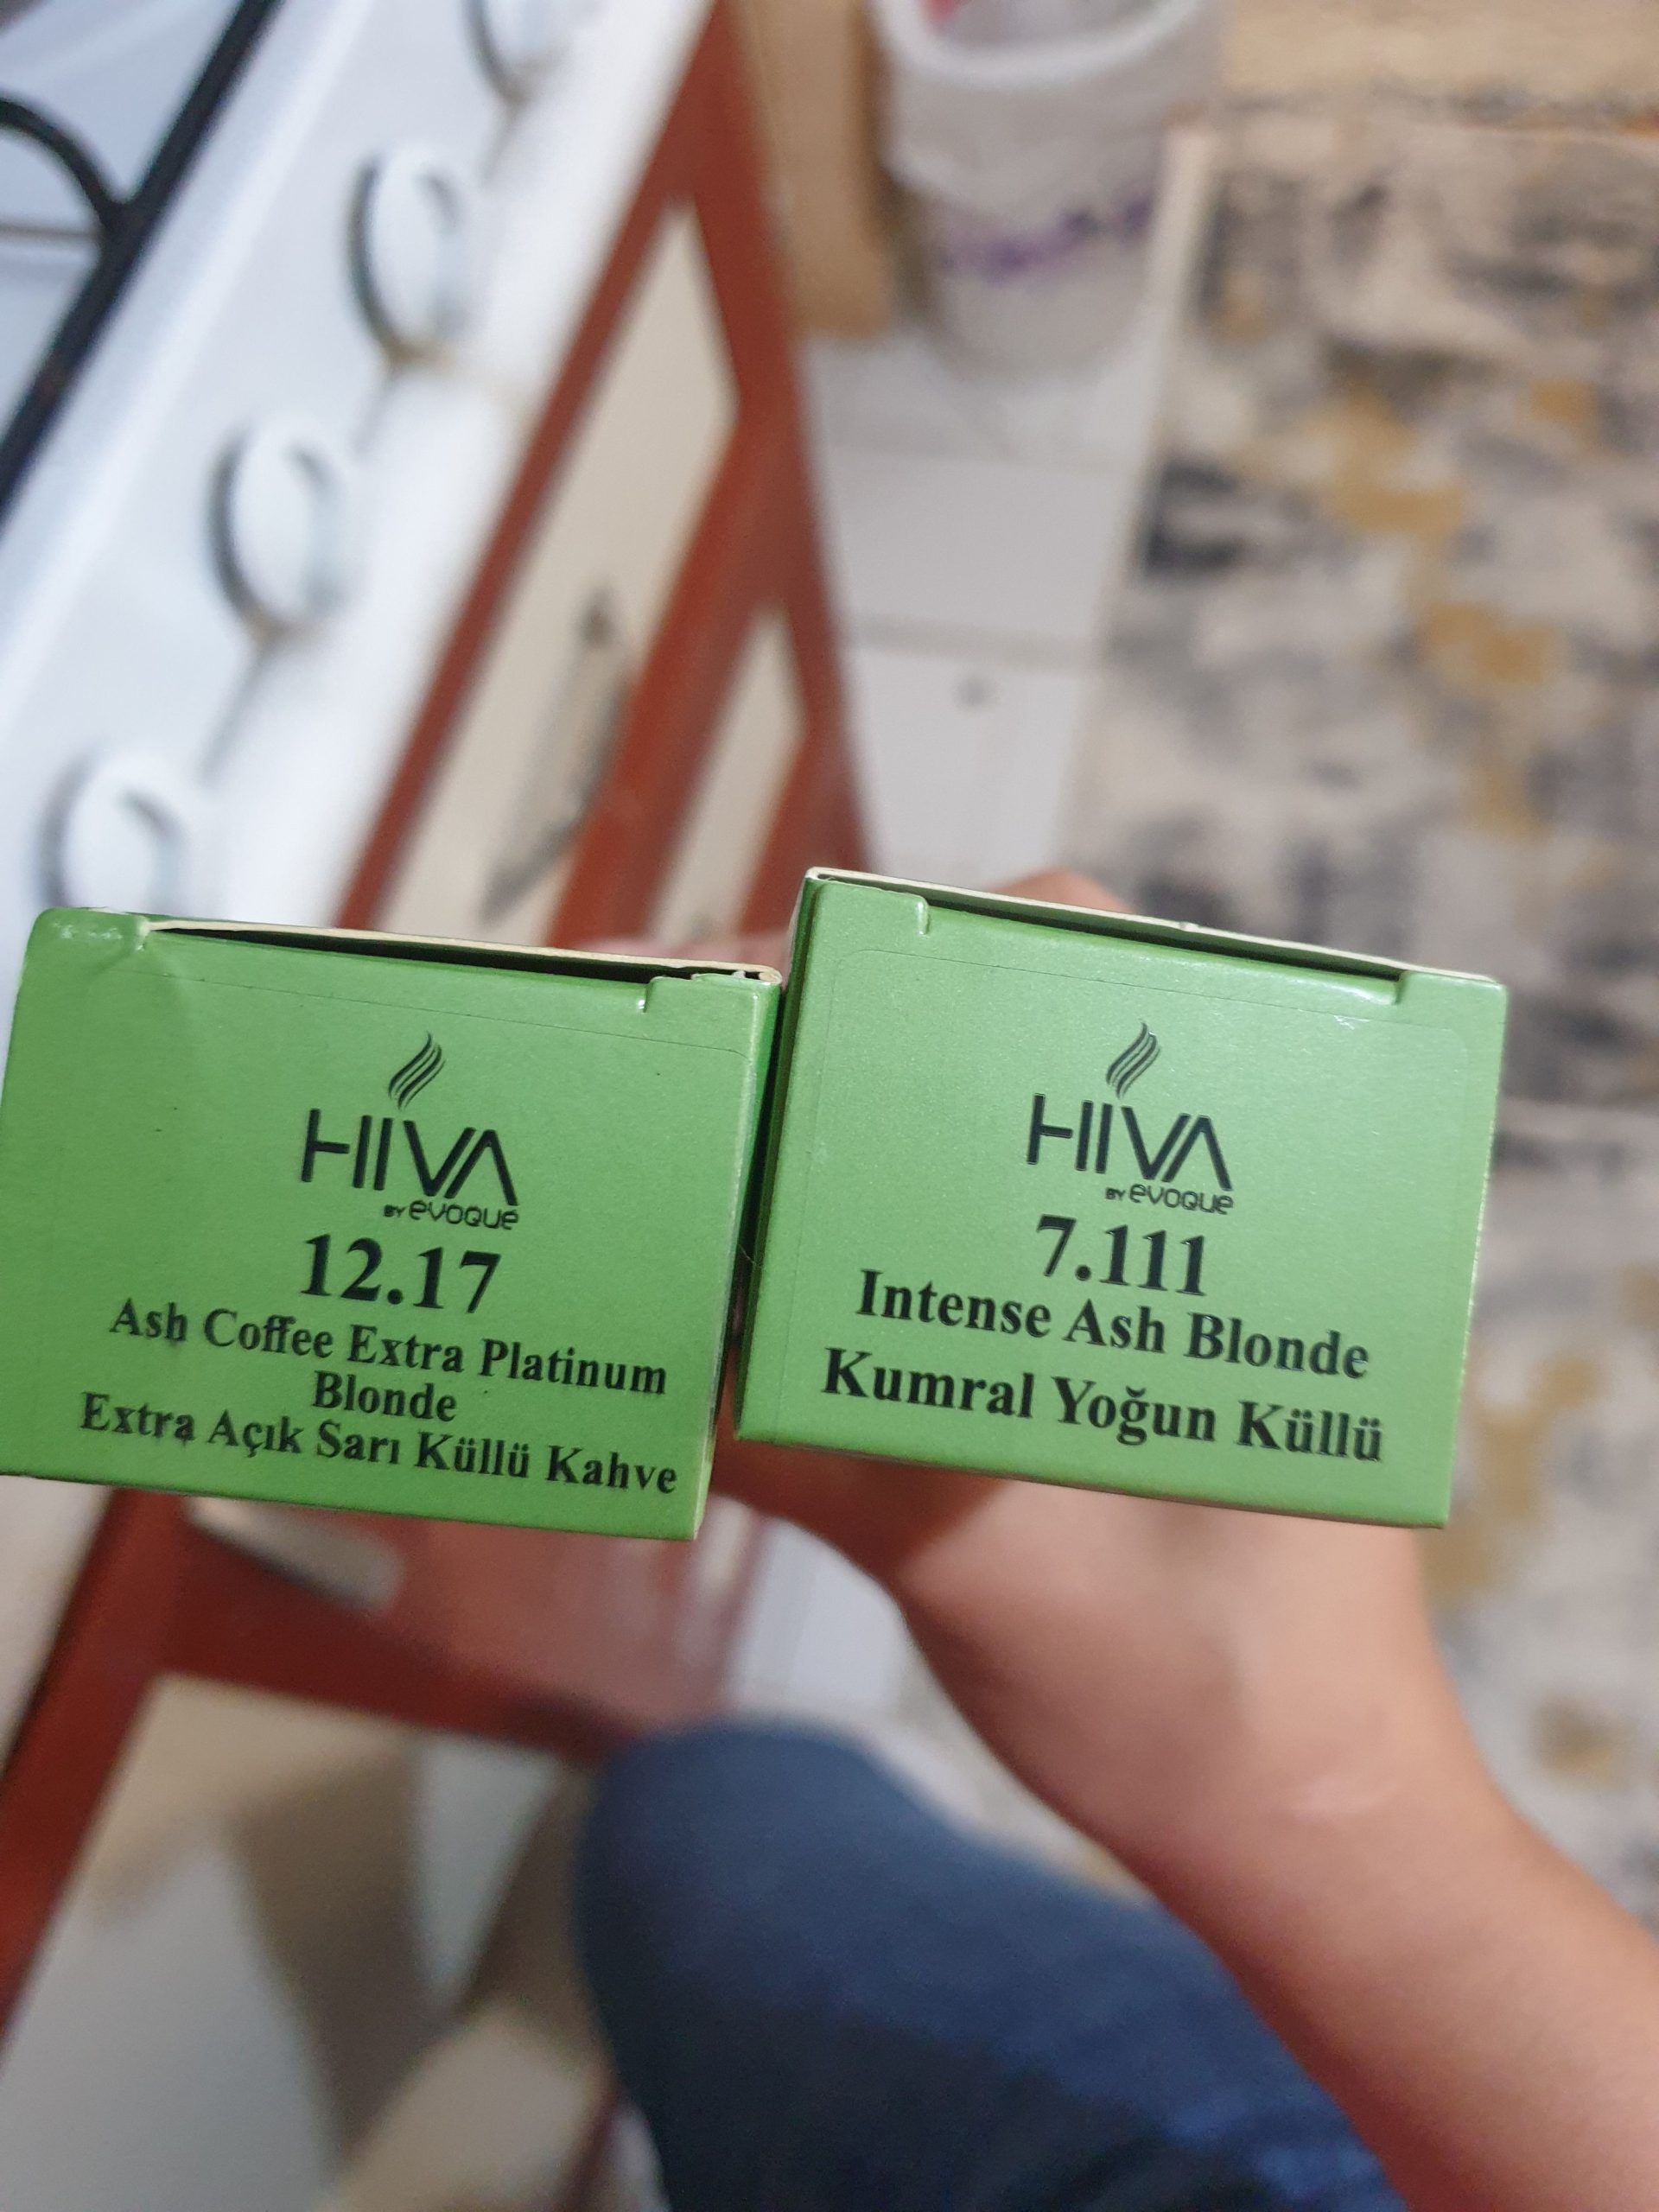 HIVA
BY evoque
12.17
Ash Coffee Extra Platinum
Blonde
Extra Açık Sarı Küllü Kahve
HIVA
BY evoque
7.111
Intense Ash Blonde
Kumral Yoğun Küllü